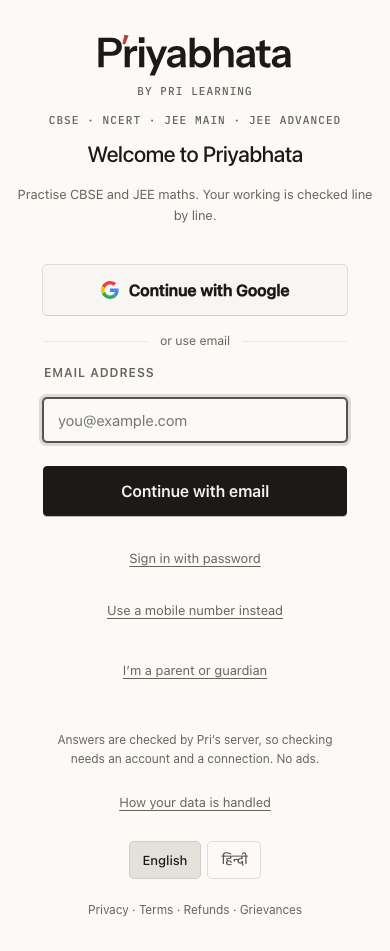 Priyabhata
BY PRI LEARNING
CBSE · NCERT · JEE MAIN · JEE ADVANCED
Welcome to Priyabhata
Practise CBSE and JEE maths. Your working is checked line
by line.
Continue with Google
or use email
EMAIL ADDRESS
you@example.com
Continue with email
Sign in with password
Use a mobile number instead
I’m a parent or guardian
Answers are checked by Pri’s server, so checking
needs an account and a connection. No ads.
How your data is handled
English हिन्दी
Privacy · Terms · Refunds · Grievances